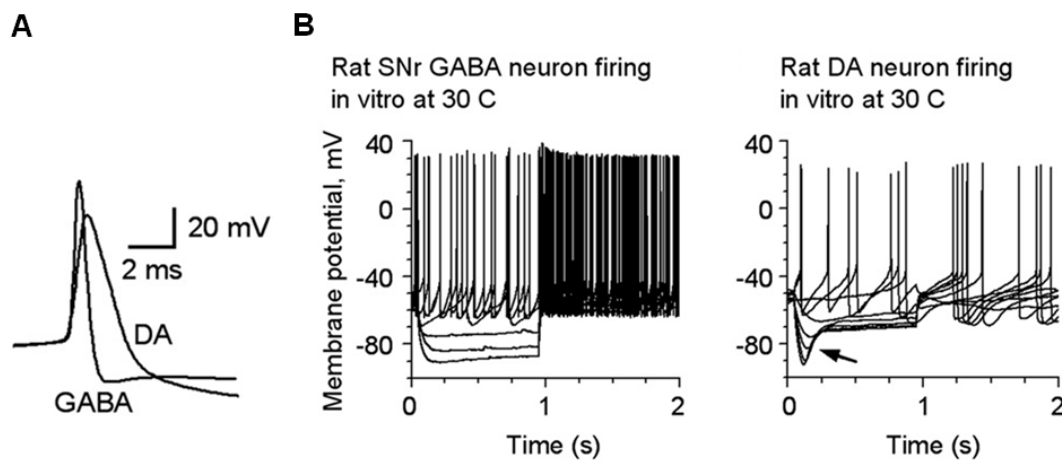 A
20 mV
2 ms
DA
GABA
B
Rat SNr GABA neuron firing
in vitro at 30 C
Membrane potential, mV
40
0
-40
-80
0
1
2
Time (s)
Rat DA neuron firing
in vitro at 30 C
40
0
-40
-80
0
1
2
Time (s)